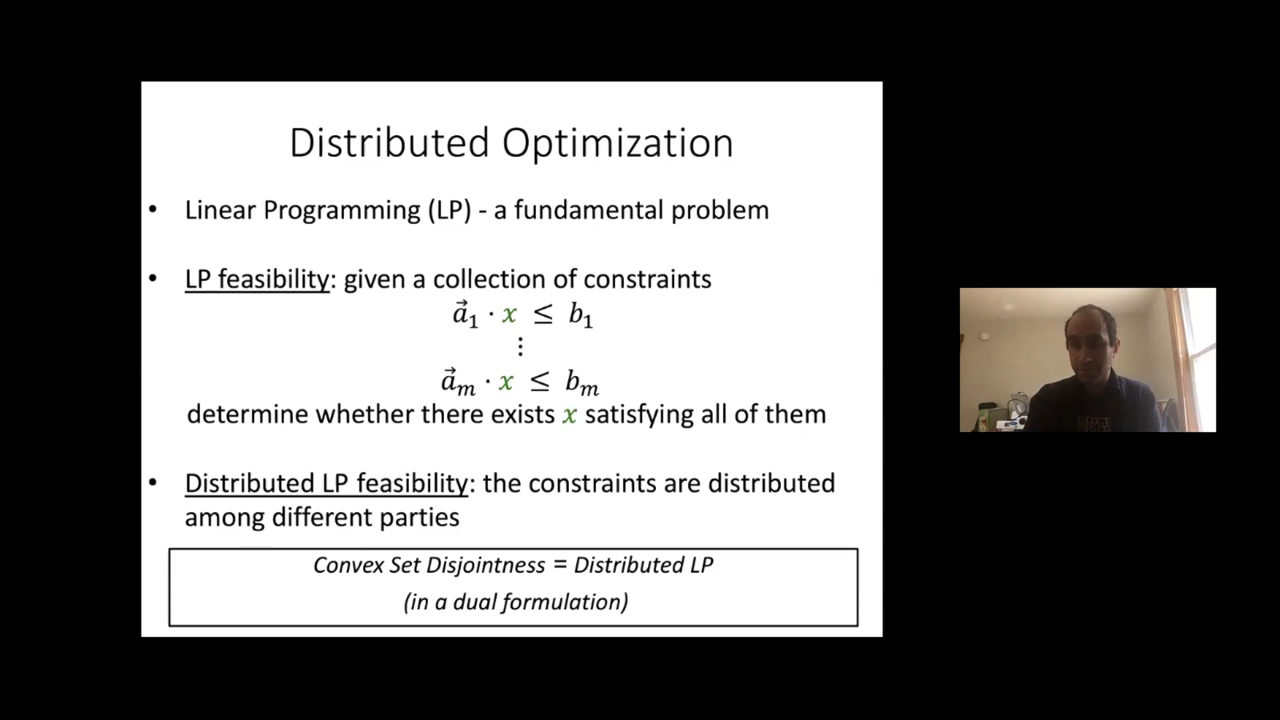 Distributed Optimization
• Linear Programming (LP) - a fundamental problem
• LP feasibility: given a collection of constraints
a⃗₁ · x ≤ b₁
⋮
a⃗ₘ · x ≤ bₘ
determine whether there exists x satisfying all of them
• Distributed LP feasibility: the constraints are distributed
among different parties
Convex Set Disjointness = Distributed LP
(in a dual formulation)